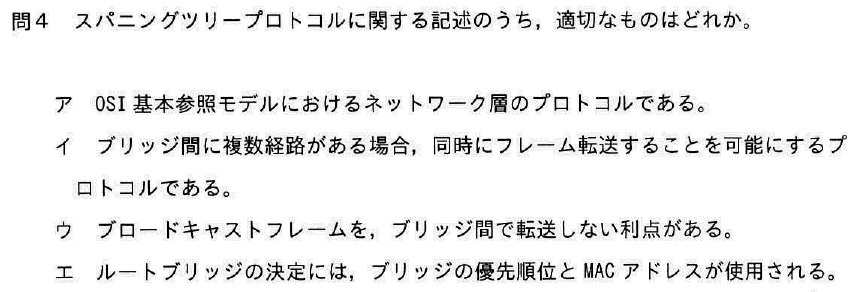 問4 スパニングツリープロトコルに関する記述のうち，適切なものはどれか。
ア OSI 基本参照モデルにおけるネットワーク層のプロトコルである。
イ ブリッジ間に複数経路がある場合，同時にフレーム転送することを可能にするプ
ロトコルである。
ウ ブロードキャストフレームを，ブリッジ間で転送しない利点がある。
エ ルートブリッジの決定には，ブリッジの優先順位と MAC アドレスが使用される。